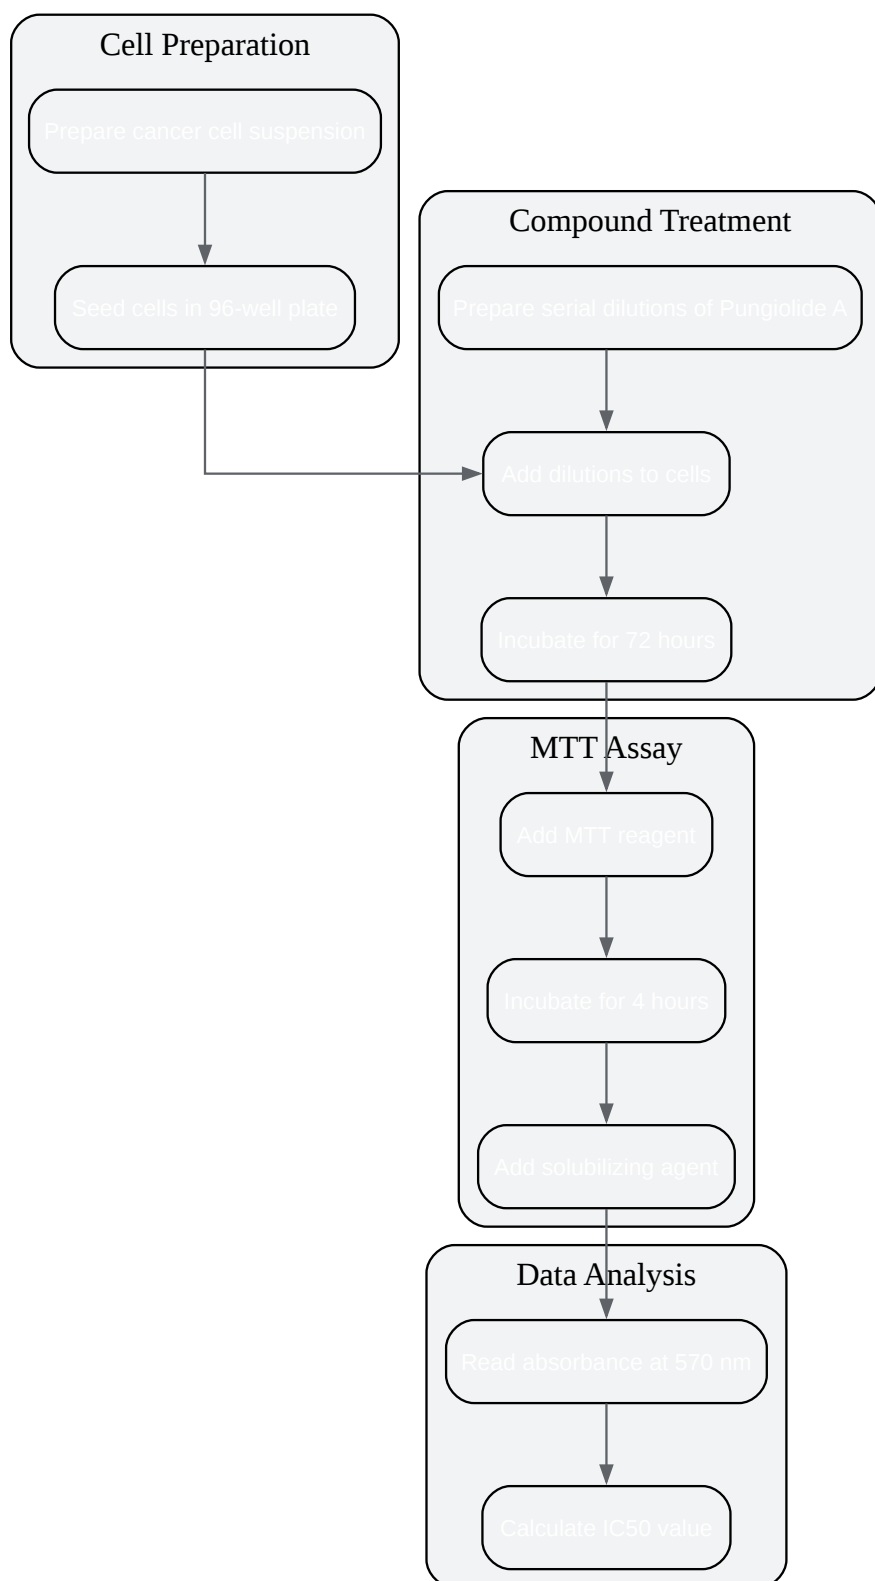 Cell Preparation
Prepare cancer cell suspension
Seed cells in 96-well plate
Compound Treatment
Prepare serial dilutions of Pungiolide A
Add dilutions to cells
Incubate for 72 hours
MTT Assay
Add MTT reagent
Incubate for 4 hours
Add solubilizing agent
Data Analysis
Read absorbance at 570 nm
Calculate IC50 value